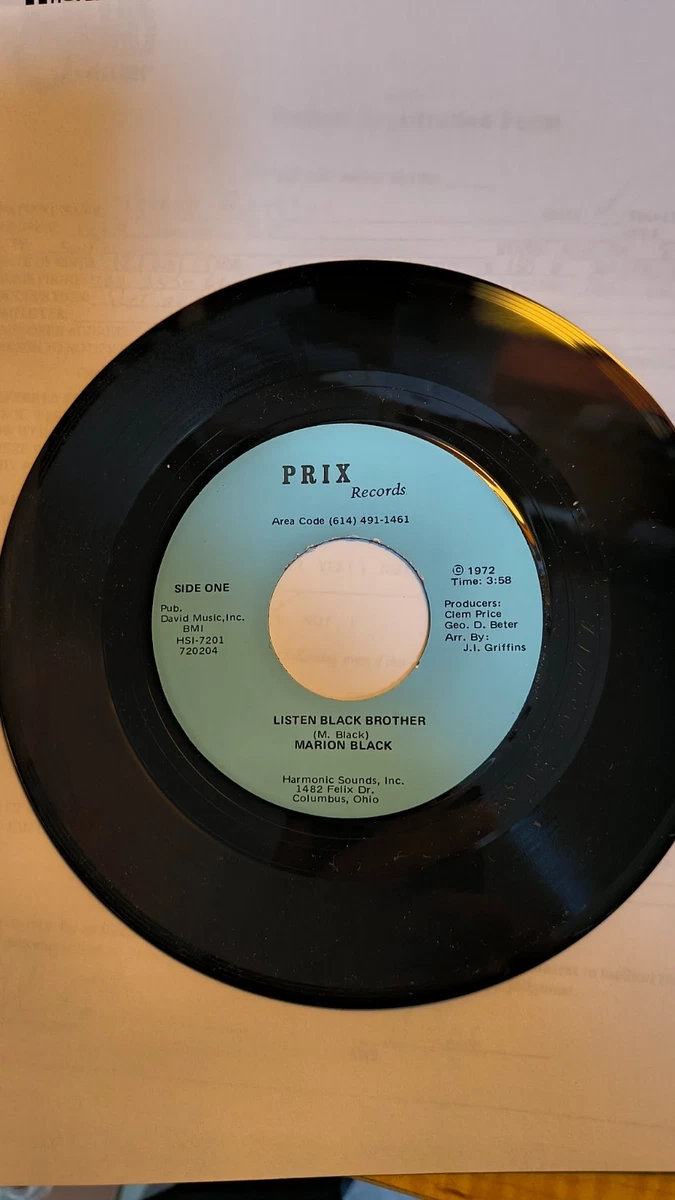 PRIX
Records
Area Code (614) 491-1461
SIDE ONE
Pub.
David Music,Inc.
BMI
HSI-7201
720204
© 1972
Time: 3:58
Producers:
Clem Price
Geo. D. Beter
Arr. By:
J.I. Griffins
LISTEN BLACK BROTHER
(M. Black)
MARION BLACK
Harmonic Sounds, Inc.
1482 Felix Dr.
Columbus, Ohio